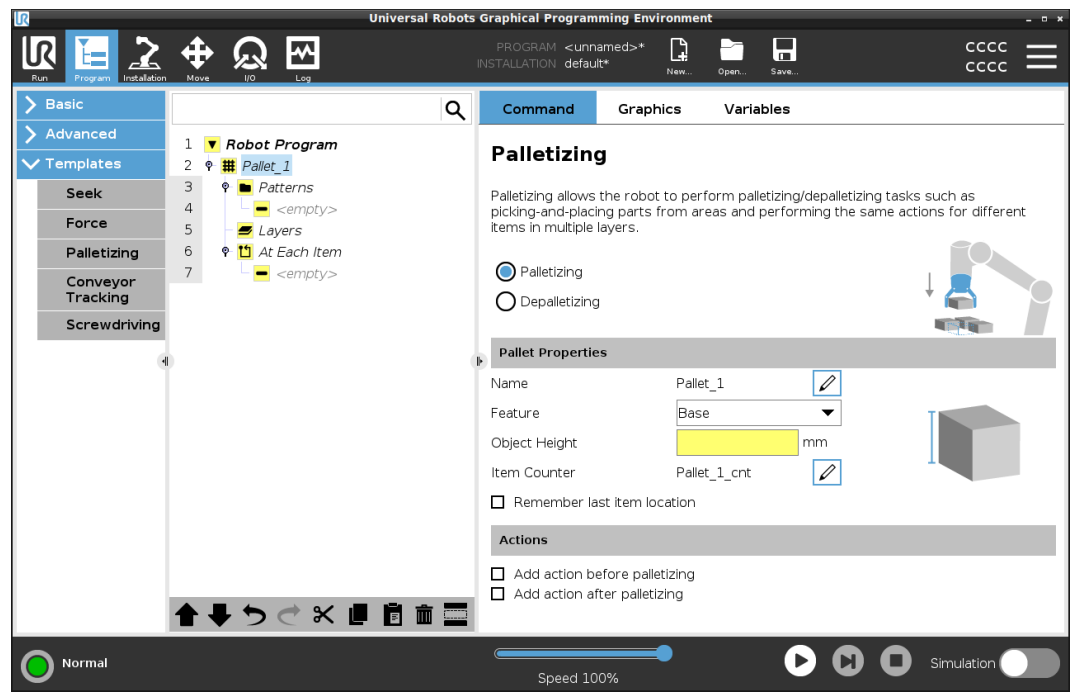 Universal Robots Graphical Programming Environment
UR
Run
Program
Installation
Move
I/O
Log
PROGRAM <unnamed>*
INSTALLATION default*
New...
Open...
Save...
CCCC
CCCC
Basic
Advanced
Templates
Seek
Force
Palletizing
Conveyor
Tracking
Screwdriving
1 Robot Program
2 Pallet_1
3 Patterns
4 <empty>
5 Layers
6 At Each Item
7 <empty>
Command Graphics Variables
Palletizing
Palletizing allows the robot to perform palletizing/depalletizing tasks such as
picking-and-placing parts from areas and performing the same actions for different
items in multiple layers.
Palletizing
Depalletizing
Pallet Properties
Name Pallet_1
Feature Base
Object Height mm
Item Counter Pallet_1_cnt
Remember last item location
Actions
Add action before palletizing
Add action after palletizing
Normal
Speed 100%
Simulation